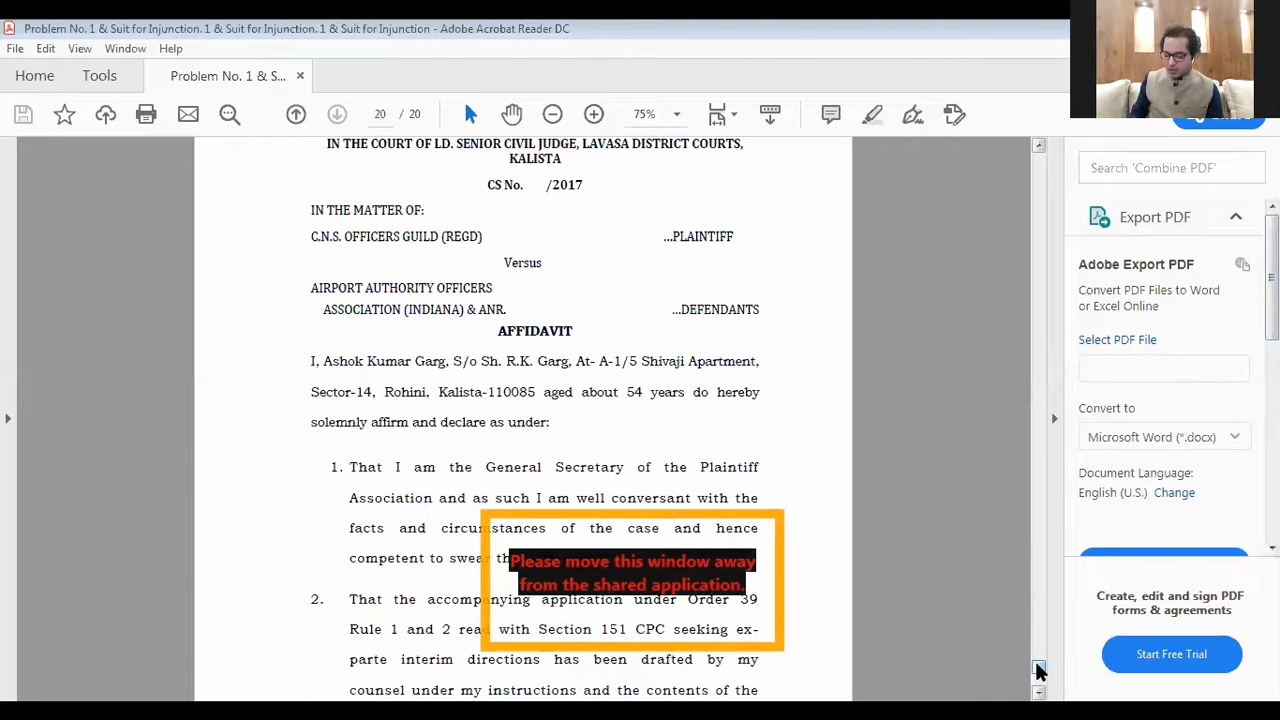 Problem No. 1 & Suit for Injunction. 1 & Suit for Injunction. 1 & Suit for Injunction - Adobe Acrobat Reader DC
File Edit View Window Help
Home Tools Problem No. 1 & S... ×
20 / 20 75%
IN THE COURT OF LD. SENIOR CIVIL JUDGE, LAVASA DISTRICT COURTS,
KALISTA
CS No. /2017
IN THE MATTER OF:
C.N.S. OFFICERS GUILD (REGD) ...PLAINTIFF
Versus
AIRPORT AUTHORITY OFFICERS
ASSOCIATION (INDIANA) & ANR. ...DEFENDANTS
AFFIDAVIT
I, Ashok Kumar Garg, S/o Sh. R.K. Garg, At- A-1/5 Shivaji Apartment,
Sector-14, Rohini, Kalista-110085 aged about 54 years do hereby
solemnly affirm and declare as under:
1. That I am the General Secretary of the Plaintiff
Association and as such I am well conversant with the
facts and circumstances of the case and hence
competent to swear
Please move this window away
from the shared application.
2. That the accompanying application under Order 39
Rule 1 and 2 read with Section 151 CPC seeking ex-
parte interim directions has been drafted by my
counsel under my instructions and the contents of the
Search 'Combine PDF'
Export PDF
Adobe Export PDF
Convert PDF Files to Word
or Excel Online
Select PDF File
Convert to
Microsoft Word (*.docx)
Document Language:
English (U.S.) Change
Create, edit and sign PDF
forms & agreements
Start Free Trial